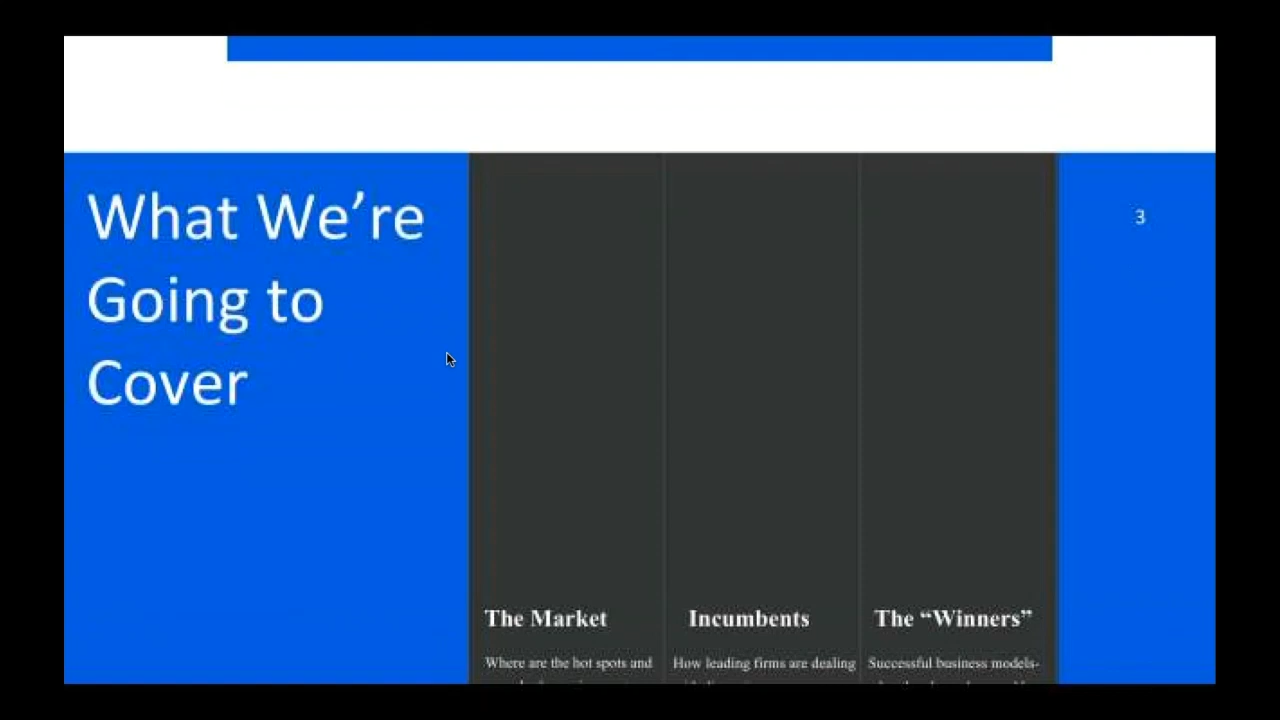 What We’re
Going to
Cover
3
The Market
Where are the hot spots and
Incumbents
How leading firms are dealing
The “Winners”
Successful business models-